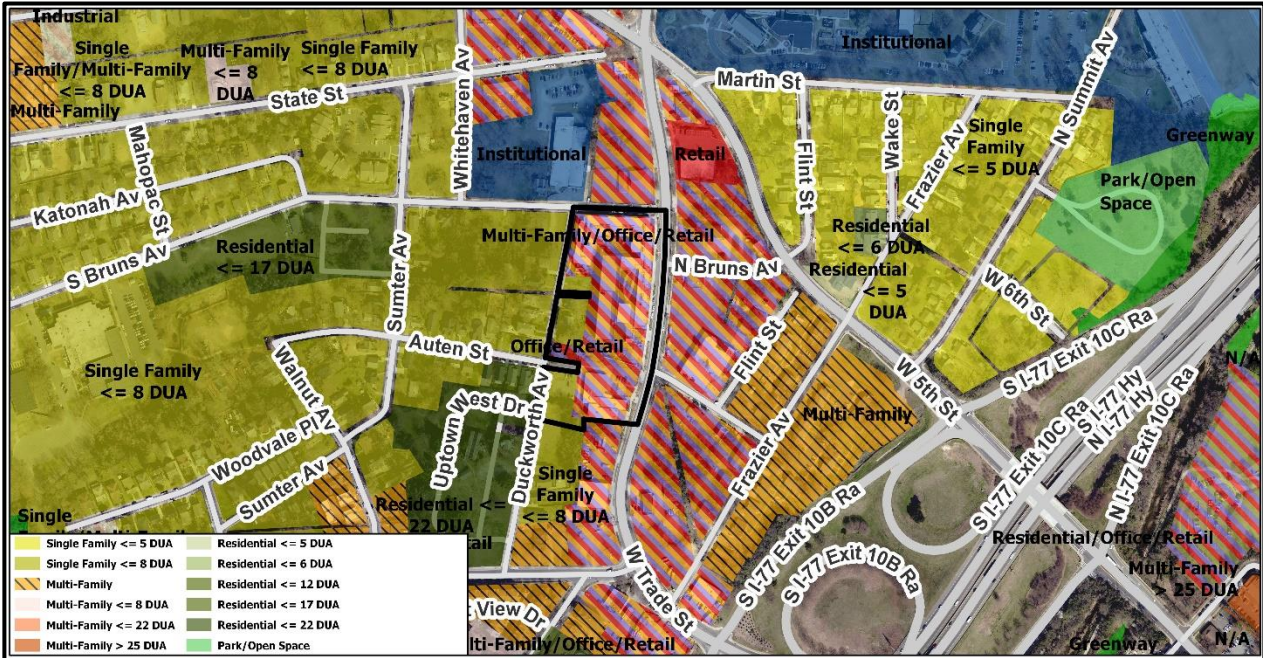 Industrial
Single
Family/Multi-Family
<= 8 DUA
Multi-Family
Multi-Family
<= 8
DUA
Single Family
<= 8 DUA
State St
Whitehaven Av
Mahopac St
Katonah Av
S Bruns Av
Residential
<= 17 DUA
Sumter Av
Institutional
Institutional
Martin St
Retail
Flint St
Wake St
Frazier Av
Single
Family
<= 5 DUA
N Summit Av
Greenway
Park/Open
Space
Multi-Family/Office/Retail
N Bruns Av
Residential
<= 6 DUA
Residential
<= 5
DUA
W 6th St
Auten St
Office/Retail
Single Family
<= 8 DUA
Walnut Av
Woodvale Pl
Sumter Av
Uptown West Dr
Duckworth Av
Single
Family
<= 8 DUA
Residential <=
22 DUA
tail
Flint St
Frazier Av
Multi-Family
W 5th St
S I-77 Exit 10C Ra
S I-77 Exit 10C Ra
S I-77 Hy
N I-77 Hy
N I-77 Exit 10C Ra
N/A
S I-77 Exit 10B Ra
S I-77 Exit 10B Ra
Residential/Office/Retail
Multi-Family
> 25 DUA
W Trade St
t View Dr
lti-Family/Office/Retail
Greenway
N/A
Single
Single Family <= 5 DUA
Single Family <= 8 DUA
Multi-Family
Multi-Family <= 8 DUA
Multi-Family <= 22 DUA
Multi-Family > 25 DUA
Residential <= 5 DUA
Residential <= 6 DUA
Residential <= 12 DUA
Residential <= 17 DUA
Residential <= 22 DUA
Park/Open Space